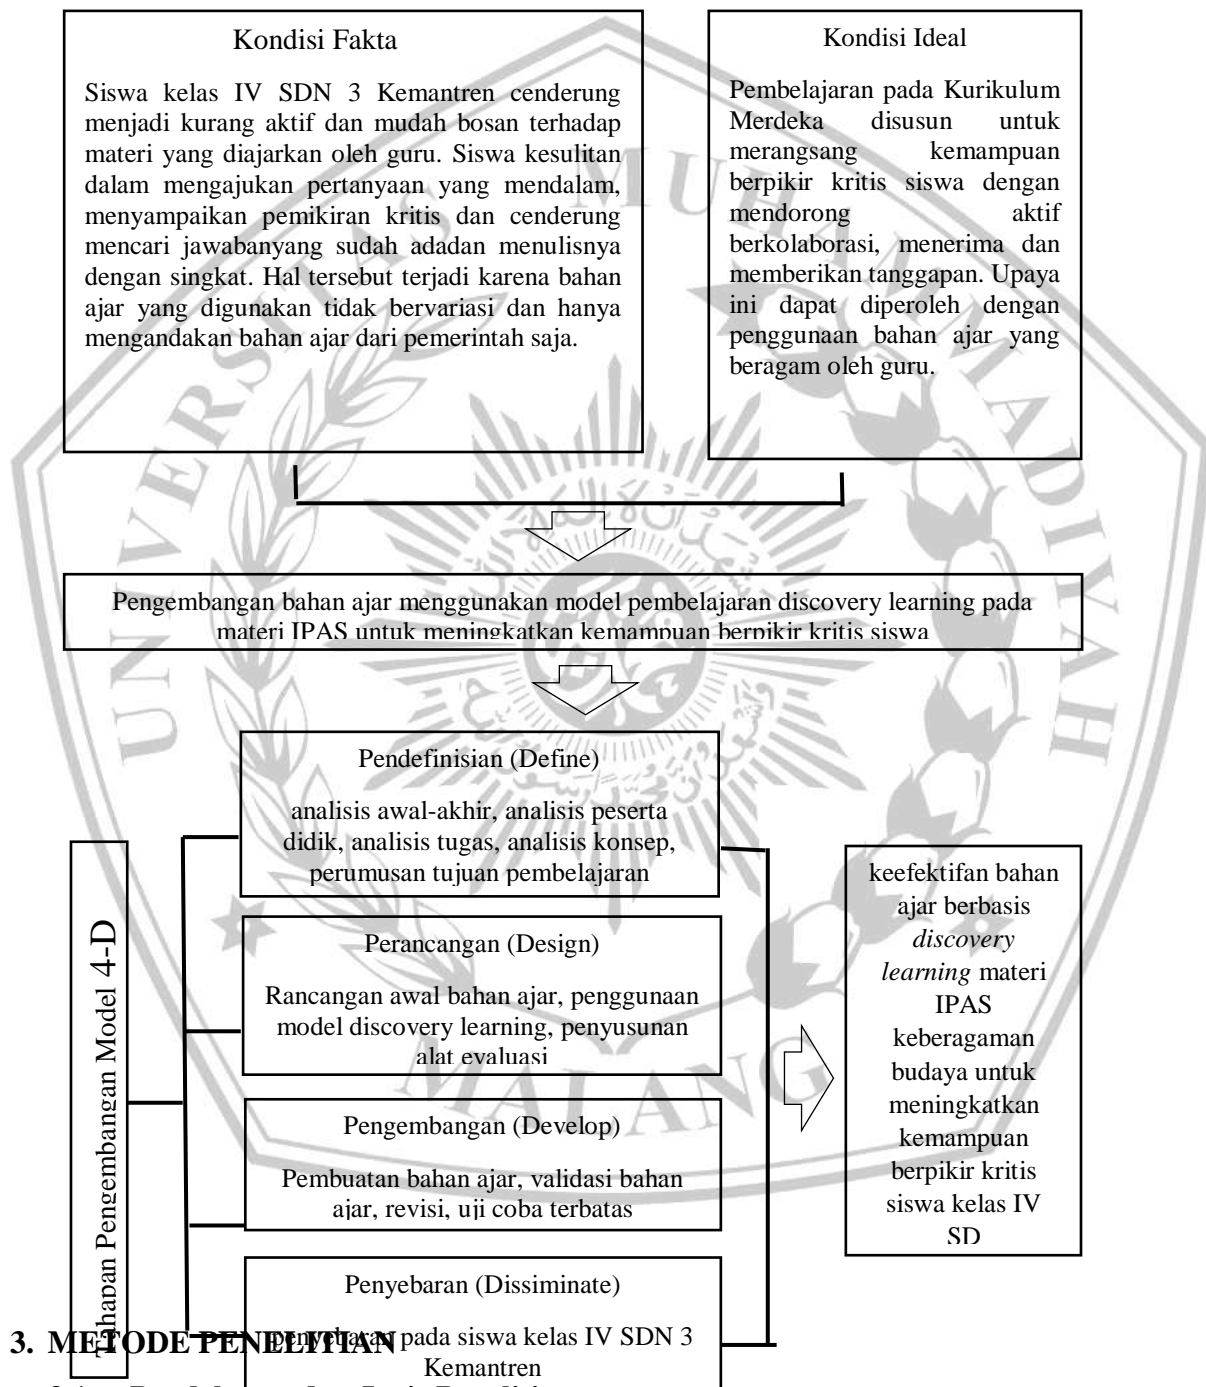 Kondisi Fakta
Siswa kelas IV SDN 3 Kemantren cenderung
menjadi kurang aktif dan mudah bosan terhadap
materi yang diajarkan oleh guru. Siswa kesulitan
dalam mengajukan pertanyaan yang mendalam,
menyampaikan pemikiran kritis dan cenderung
mencari jawabanyang sudah adadan menulisnya
dengan singkat. Hal tersebut terjadi karena bahan
ajar yang digunakan tidak bervariasi dan hanya
mengandakan bahan ajar dari pemerintah saja.
Kondisi Ideal
Pembelajaran pada Kurikulum
Merdeka disusun untuk
merangsang kemampuan
berpikir kritis siswa dengan
mendorong aktif
berkolaborasi, menerima dan
memberikan tanggapan. Upaya
ini dapat diperoleh dengan
penggunaan bahan ajar yang
beragam oleh guru.
Pengembangan bahan ajar menggunakan model pembelajaran discovery learning pada
materi IPAS untuk meningkatkan kemampuan berpikir kritis siswa
Tahapan Pengembangan Model 4-D
Pendefinisian (Define)
analisis awal-akhir, analisis peserta
didik, analisis tugas, analisis konsep,
perumusan tujuan pembelajaran
Perancangan (Design)
Rancangan awal bahan ajar, penggunaan
model discovery learning, penyusunan
alat evaluasi
Pengembangan (Develop)
Pembuatan bahan ajar, validasi bahan
ajar, revisi, uji coba terbatas
Penyebaran (Dissiminate)
penyebaran pada siswa kelas IV SDN 3
Kemantren
keefektifan bahan
ajar berbasis
discovery
learning materi
IPAS
keberagaman
budaya untuk
meningkatkan
kemampuan
berpikir kritis
siswa kelas IV
SD
3. METODE PENELITIAN
UNIVERSITAS MUHAMMADIYAH
MALANG